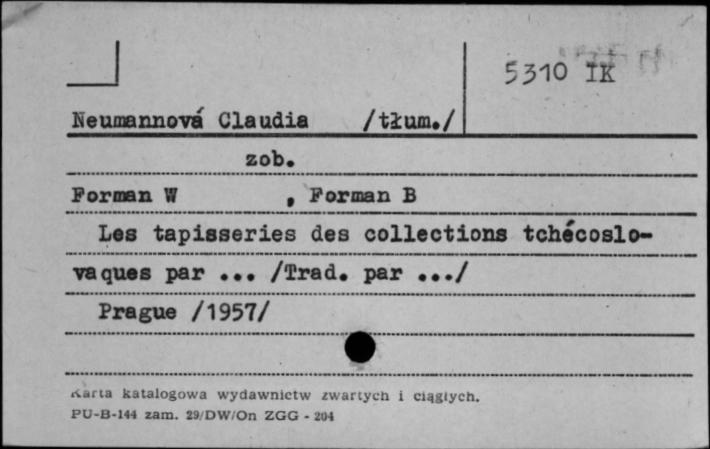 5310 IK
Neumannová Claudia /tłum./
zob.
Forman W , Forman B
Les tapisseries des collections tchécoslo-
vaques par ... /Trad. par .../
Prague /1957/
Karta katalogowa wydawnictw zwartych i ciągłych.
PU-B-144 zam. 29/DW/On ZGG - 204